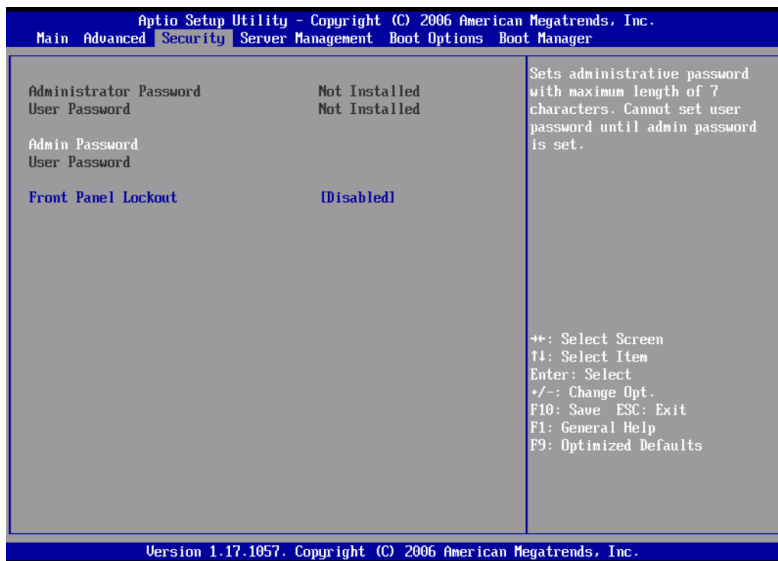 Aptio Setup Utility - Copyright (C) 2006 American Megatrends, Inc.
Main Advanced Security Server Management Boot Options Boot Manager
Administrator Password Not Installed
User Password Not Installed
Admin Password
User Password
Front Panel Lockout [Disabled]
Sets administrative password
with maximum length of 7
characters. Cannot set user
password until admin password
is set.
→←: Select Screen
↑↓: Select Item
Enter: Select
+/-: Change Opt.
F10: Save ESC: Exit
F1: General Help
F9: Optimized Defaults
Version 1.17.1057. Copyright (C) 2006 American Megatrends, Inc.